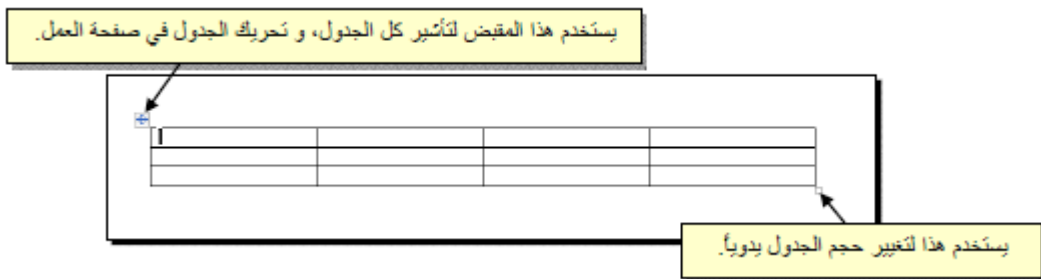 يستخدم هذا المقبض لتأشير كل الجدول، و تحريك الجدول في صفحة العمل.
يستخدم هذا لتغيير حجم الجدول يدوياً.